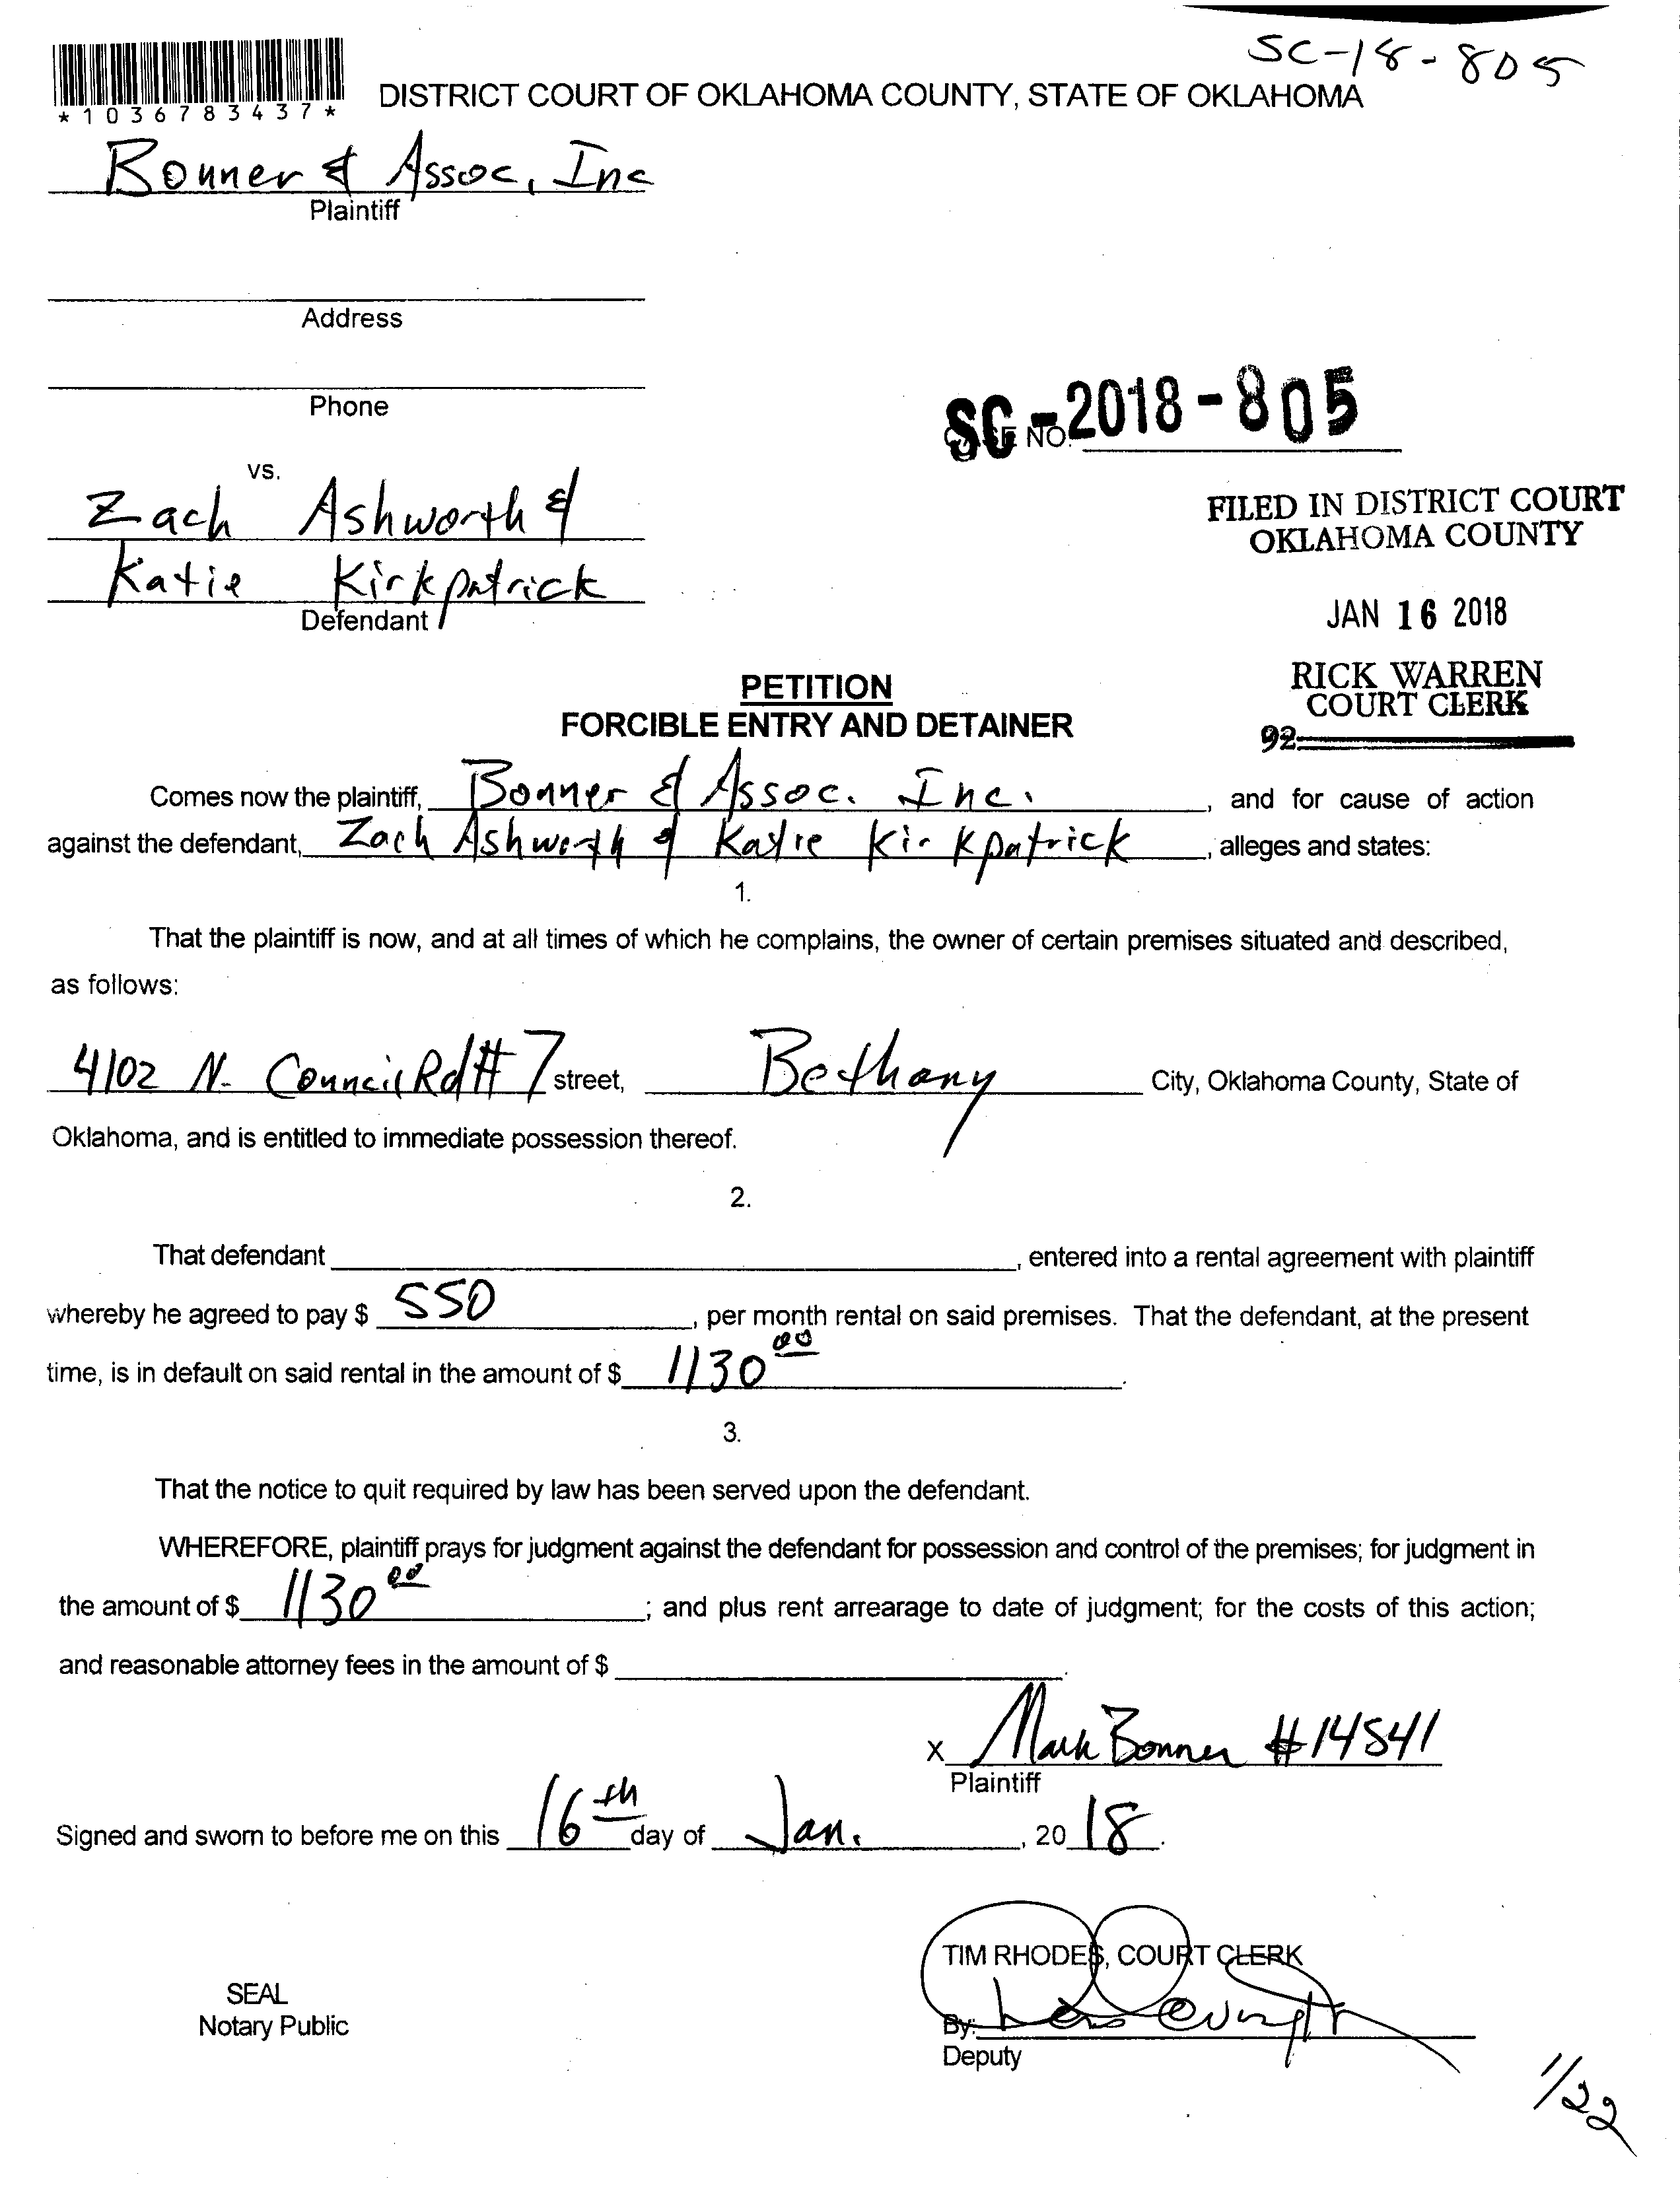 SC-18-805
*1036783437*
DISTRICT COURT OF OKLAHOMA COUNTY, STATE OF OKLAHOMA
Bonner & Assoc, Inc
Plaintiff
Address
Phone
SC-2018-805
CASE NO.
vs.
Zach Ashworth &
Katie Kirkpatrick
Defendant
FILED IN DISTRICT COURT
OKLAHOMA COUNTY
JAN 16 2018
RICK WARREN
COURT CLERK
92
PETITION
FORCIBLE ENTRY AND DETAINER
Comes now the plaintiff, Bonner & Assoc. Inc. , and for cause of action
against the defendant, Zach Ashworth & Katie Kirkpatrick , alleges and states:
1.
That the plaintiff is now, and at all times of which he complains, the owner of certain premises situated and described,
as follows:
4102 N. Council Rd # 7 street, Bethany City, Oklahoma County, State of
Oklahoma, and is entitled to immediate possession thereof.
2.
That defendant , entered into a rental agreement with plaintiff
whereby he agreed to pay $ 550 , per month rental on said premises. That the defendant, at the present
time, is in default on said rental in the amount of $ 1130 00 .
3.
That the notice to quit required by law has been served upon the defendant.
WHEREFORE, plaintiff prays for judgment against the defendant for possession and control of the premises; for judgment in
the amount of $ 1130 00 ; and plus rent arrearage to date of judgment; for the costs of this action;
and reasonable attorney fees in the amount of $ .
X Mark Bonner #14541
Plaintiff
Signed and sworn to before me on this 16th day of Jan. , 20 18.
TIM RHODES, COURT CLERK
SEAL
Notary Public
By:
Deputy
1/22